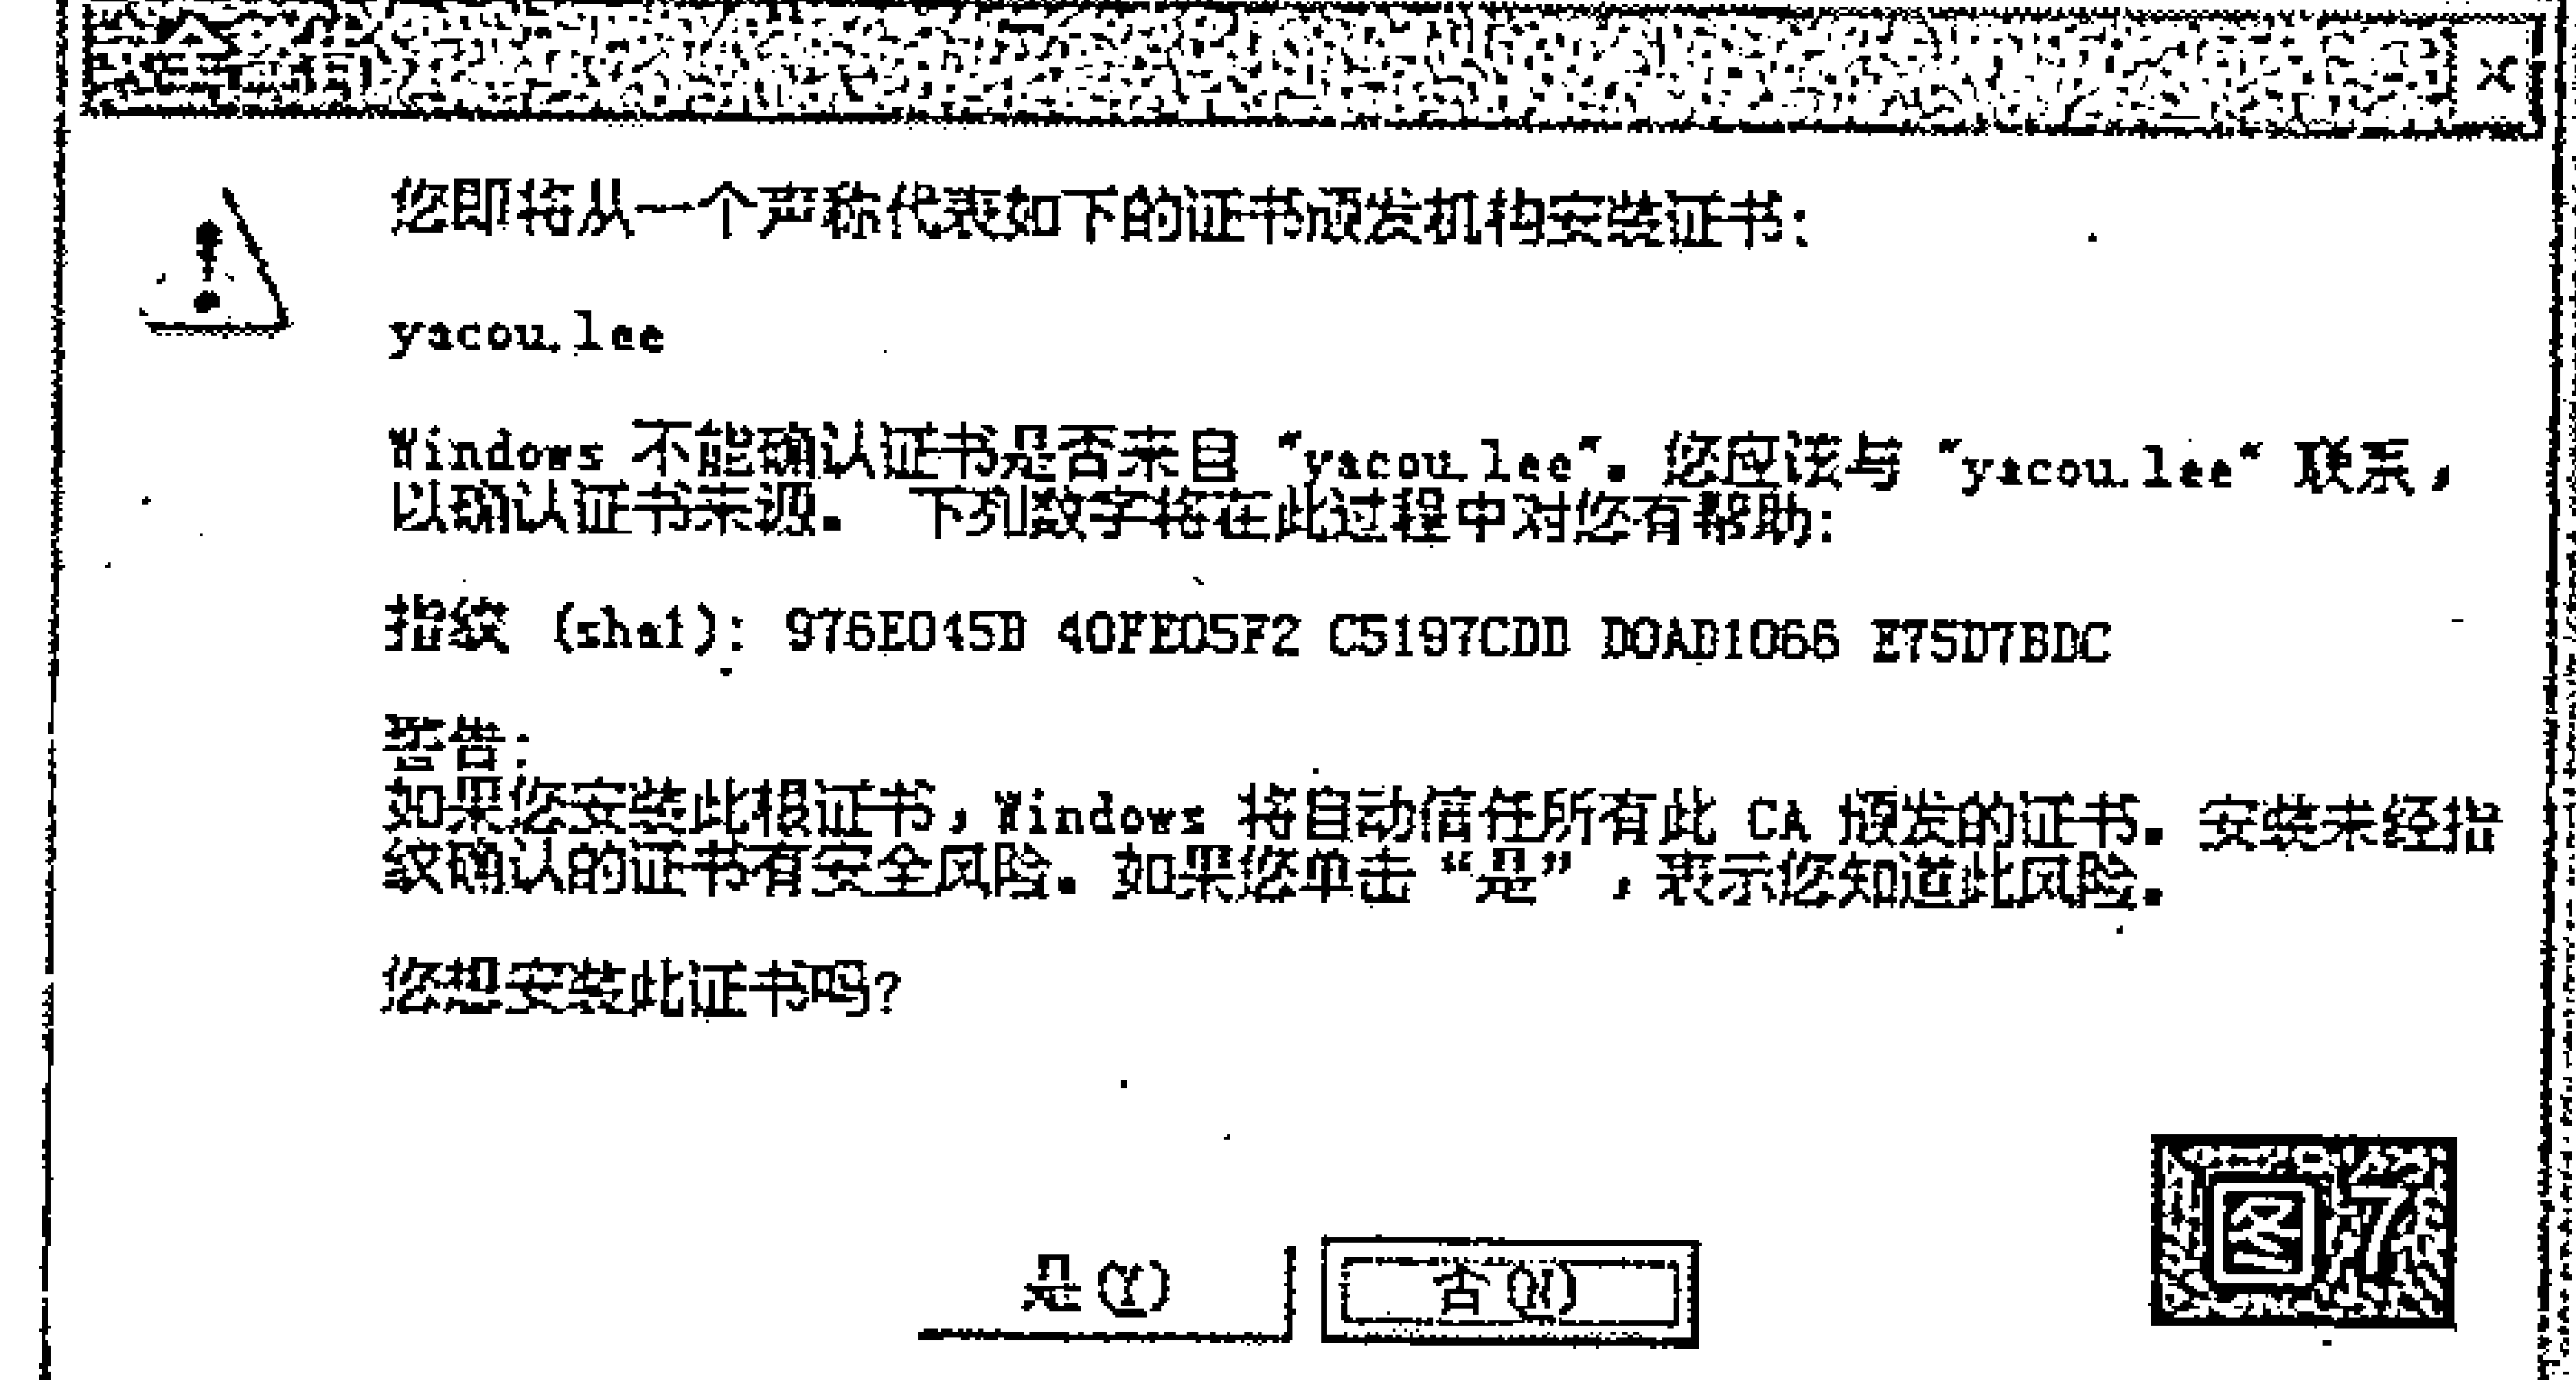 安全警告
您即将从一个声称代表如下的证书颁发机构安装证书:
yacou.lee
Windows 不能确认证书是否来自 "yacou.lee"。您应该与 "yacou.lee" 联系,
以确认证书来源。 下列数字将在此过程中对您有帮助:
指纹 (sha1): 976E045B 40FE05F2 C5197CDD D0AB1066 E75D7BDC
警告:
如果您安装此根证书,Windows 将自动信任所有此 CA 颁发的证书。安装未经指
纹确认的证书有安全风险。如果您单击“是”,表示您知道此风险。
您想安装此证书吗?
是(Y) 否(N)
图7